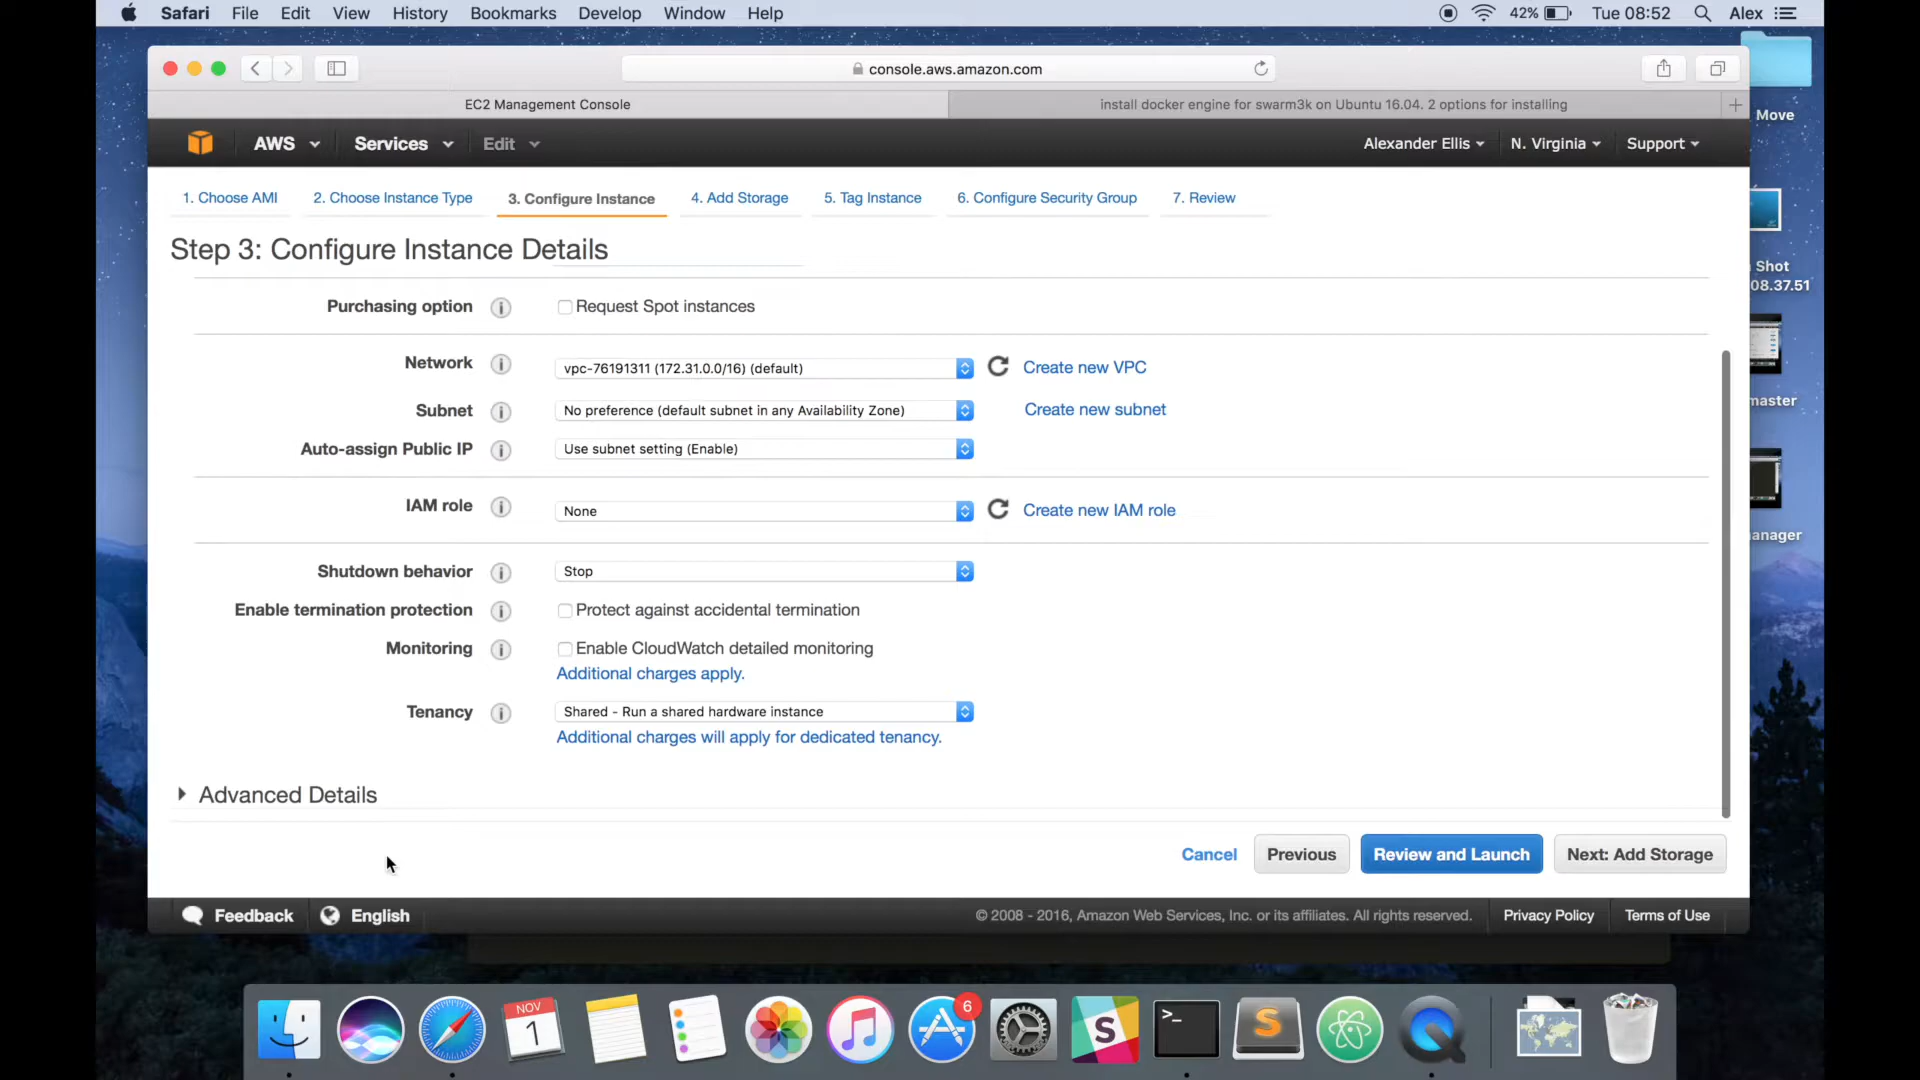 Safari File Edit View History Bookmarks Develop Window Help 42% Tue 08:52 Alex
console.aws.amazon.com
EC2 Management Console
install docker engine for swarm3k on Ubuntu 16.04. 2 options for installing
Move
AWS Services Edit Alexander Ellis N. Virginia Support
1. Choose AMI 2. Choose Instance Type 3. Configure Instance 4. Add Storage 5. Tag Instance 6. Configure Security Group 7. Review
Step 3: Configure Instance Details
Shot
08.37.51
Purchasing option i Request Spot instances
Network i vpc-76191311 (172.31.0.0/16) (default) Create new VPC
Subnet i No preference (default subnet in any Availability Zone) Create new subnet
master
Auto-assign Public IP i Use subnet setting (Enable)
IAM role i None Create new IAM role
anager
Shutdown behavior i Stop
Enable termination protection i Protect against accidental termination
Monitoring i Enable CloudWatch detailed monitoring
Additional charges apply.
Tenancy i Shared - Run a shared hardware instance
Additional charges will apply for dedicated tenancy.
Advanced Details
Cancel Previous Review and Launch Next: Add Storage
Feedback English © 2008 - 2016, Amazon Web Services, Inc. or its affiliates. All rights reserved. Privacy Policy Terms of Use
NOV
1
6
S
>_
S